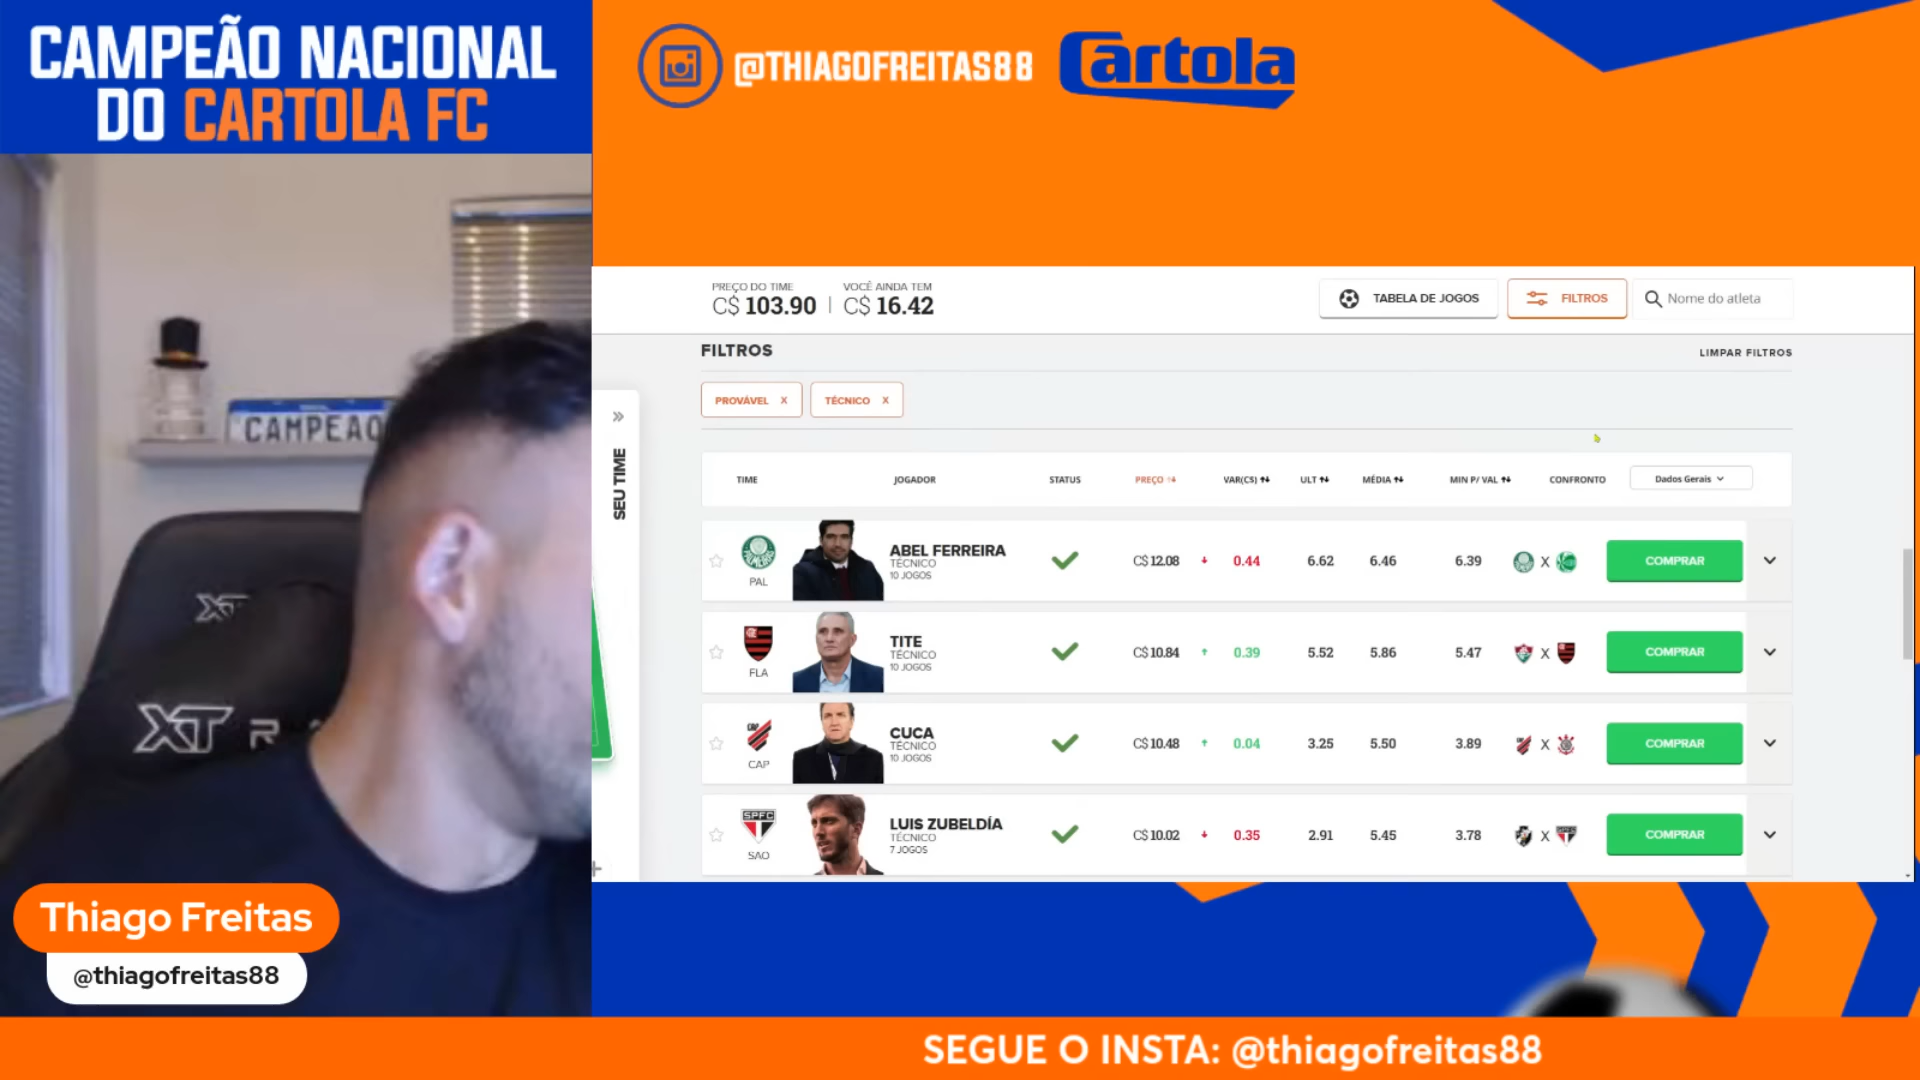 CAMPEÃO NACIONAL
DO CARTOLA FC
@THIAGOFREITAS88
Cartola
CAMPEAO
XT
XT R
Thiago Freitas
@thiagofreitas88
PREÇO DO TIME
C$ 103.90
VOCÊ AINDA TEM
C$ 16.42
TABELA DE JOGOS
FILTROS
Nome do atleta
FILTROS
LIMPAR FILTROS
PROVÁVEL X
TÉCNICO X
SEU TIME
TIME JOGADOR STATUS PREÇO VAR(C$) ULT MÉDIA MIN P/ VAL CONFRONTO Dados Gerais
PAL
ABEL FERREIRA
TÉCNICO
10 JOGOS
C$ 12.08 0.44 6.62 6.46 6.39 X COMPRAR
FLA
TITE
TÉCNICO
10 JOGOS
C$ 10.84 0.39 5.52 5.86 5.47 X COMPRAR
CAP
CAP
CUCA
TÉCNICO
10 JOGOS
C$ 10.48 0.04 3.25 5.50 3.89 X COMPRAR
SPFC
SAO
LUIS ZUBELDÍA
TÉCNICO
7 JOGOS
C$ 10.02 0.35 2.91 5.45 3.78 X COMPRAR
SEGUE O INSTA: @thiagofreitas88